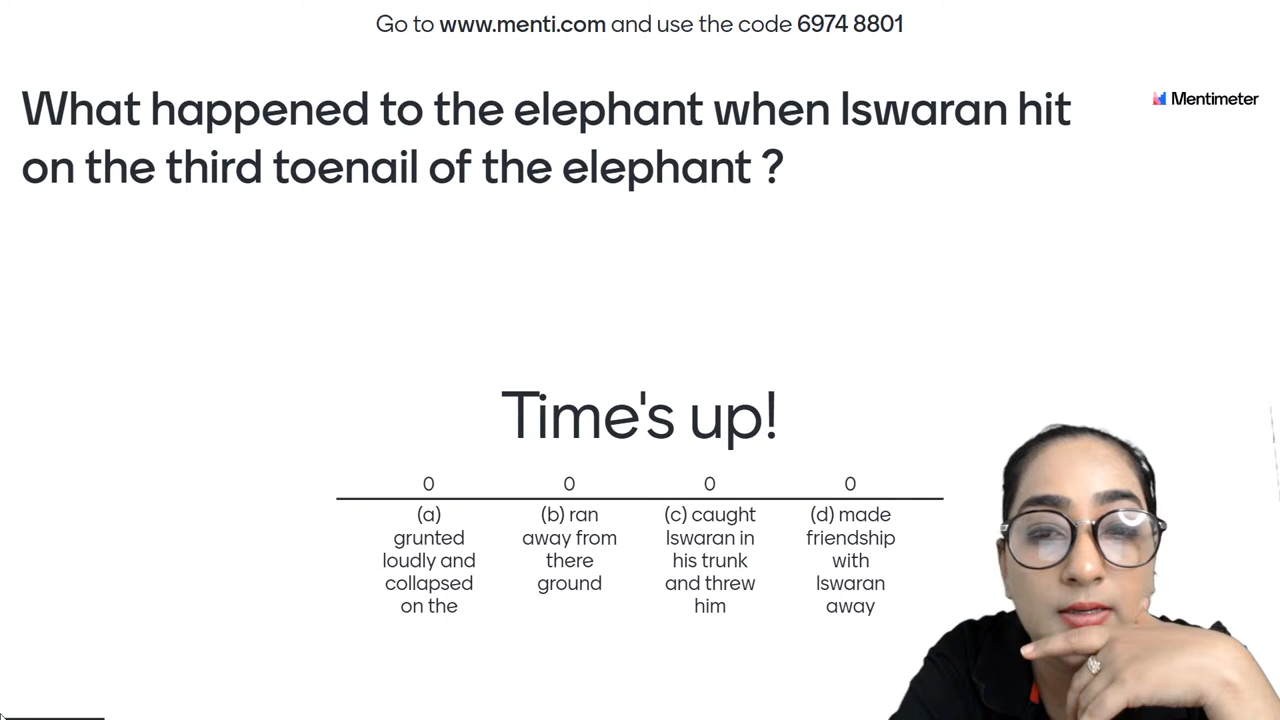 Go to www.menti.com and use the code 6974 8801
What happened to the elephant when Iswaran hit
on the third toenail of the elephant ?
Mentimeter
Time's up!
0 0 0 0
(a)
grunted
loudly and
collapsed
on the
(b) ran
away from
there
ground
(c) caught
Iswaran in
his trunk
and threw
him
(d) made
friendship
with
Iswaran
away